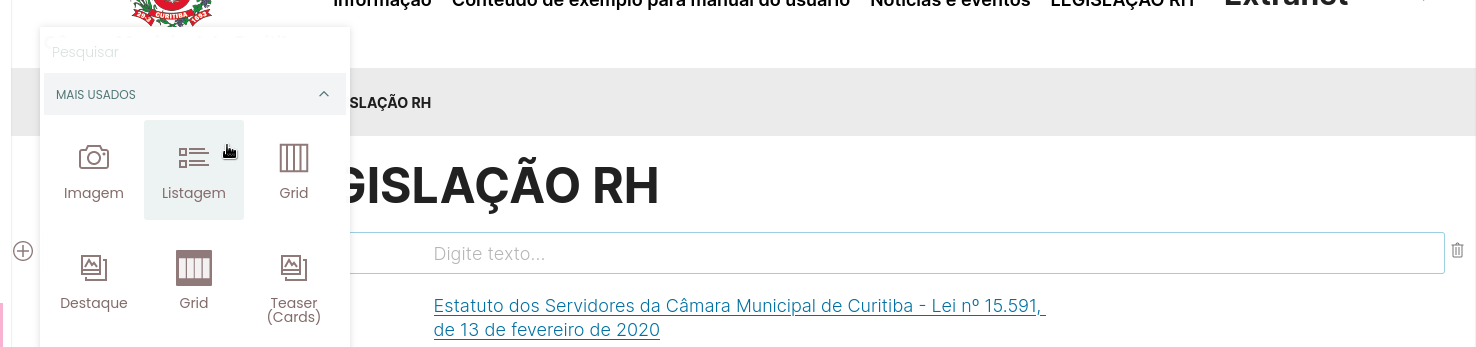 Informação Conteúdo de exemplo para manual do usuário Notícias e eventos LEGISLAÇÃO RH Extranet
CURITIBA
Pesquisar
MAIS USADOS
SLAÇÃO RH
Imagem Listagem Grid
GISLAÇÃO RH
Digite texto...
Destaque Grid Teaser
(Cards)
Estatuto dos Servidores da Câmara Municipal de Curitiba - Lei nº 15.591,
de 13 de fevereiro de 2020